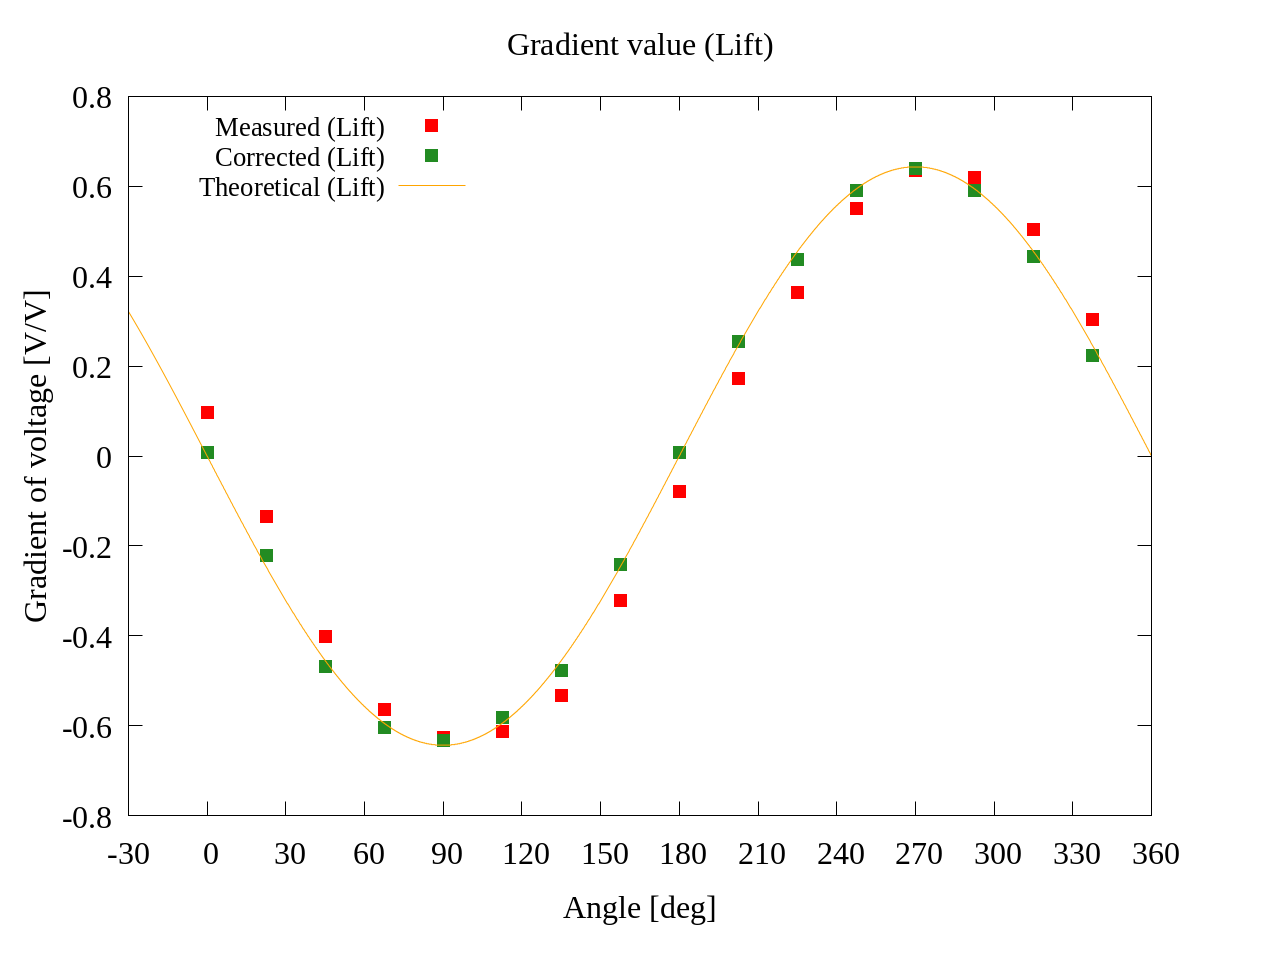 Gradient value (Lift)
0.8
Measured (Lift)
Corrected (Lift)
Theoretical (Lift)
0.6
0.4
0.2
0
-0.2
-0.4
-0.6
-0.8
Gradient of voltage [V/V]
-30 0 30 60 90 120 150 180 210 240 270 300 330 360
Angle [deg]